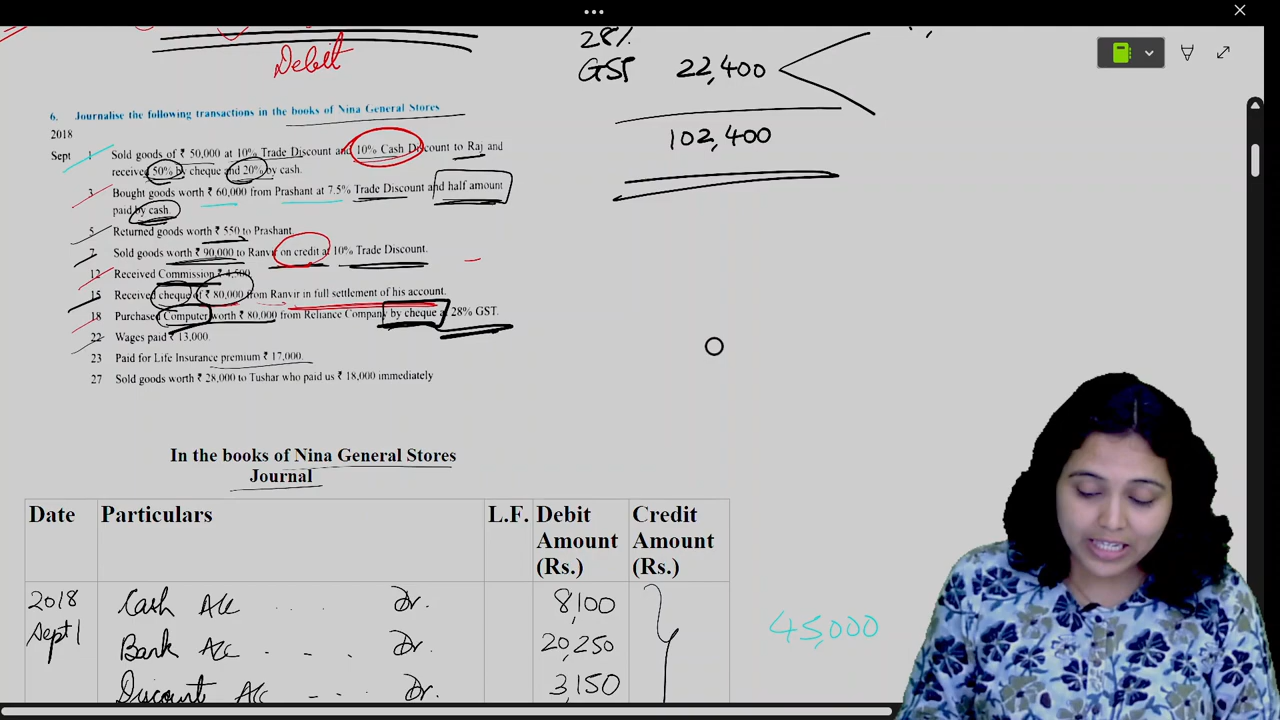 28%
GST 22,400
102,400
Debit
6. Journalise the following transactions in the books of Nina General Stores
2018
Sept 1 Sold goods of ₹ 50,000 at 10% Trade Discount and 10% Cash Discount to Raj and
received 50% by cheque and 20% by cash.
3 Bought goods worth ₹ 60,000 from Prashant at 7.5% Trade Discount and half amount
paid by cash.
5 Returned goods worth ₹ 550 to Prashant.
7 Sold goods worth ₹ 90,000 to Ranvir on credit at 10% Trade Discount.
12 Received Commission ₹ 4,500
15 Received cheque of ₹ 80,000 from Ranvir in full settlement of his account.
18 Purchased Computer worth ₹ 80,000 from Reliance Company by cheque at 28% GST.
22 Wages paid ₹ 13,000
23 Paid for Life Insurance premium ₹ 17,000.
27 Sold goods worth ₹ 28,000 to Tushar who paid us ₹ 18,000 immediately
In the books of Nina General Stores
Journal
Date Particulars L.F. Debit Amount (Rs.) Credit Amount (Rs.)
2018 Cash A/c .... Dr. 8,100
Sept 1 45,000
Bank A/c . - - . Dr. 20,250
Discount A/c -- .. Dr. 3,150